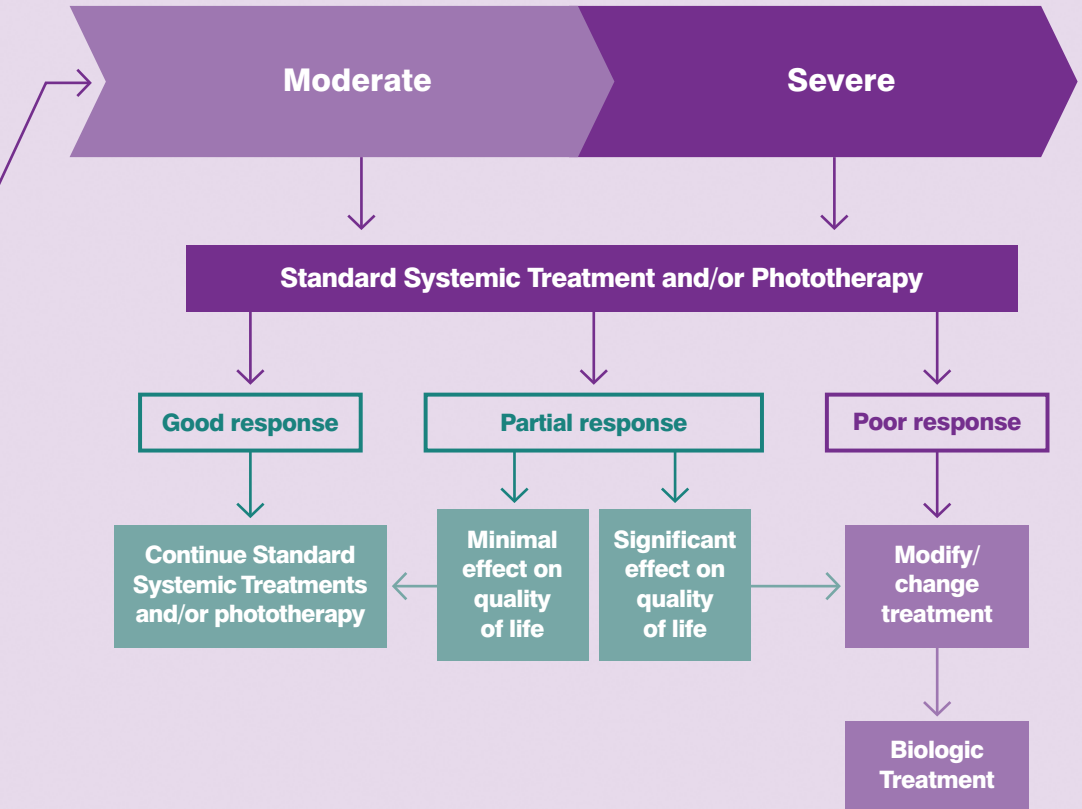 Moderate
Severe
Standard Systemic Treatment and/or Phototherapy
Good response
Partial response
Poor response
Continue Standard
Systemic Treatments
and/or phototherapy
Minimal
effect on
quality
of life
Significant
effect on
quality
of life
Modify/
change
treatment
Biologic
Treatment